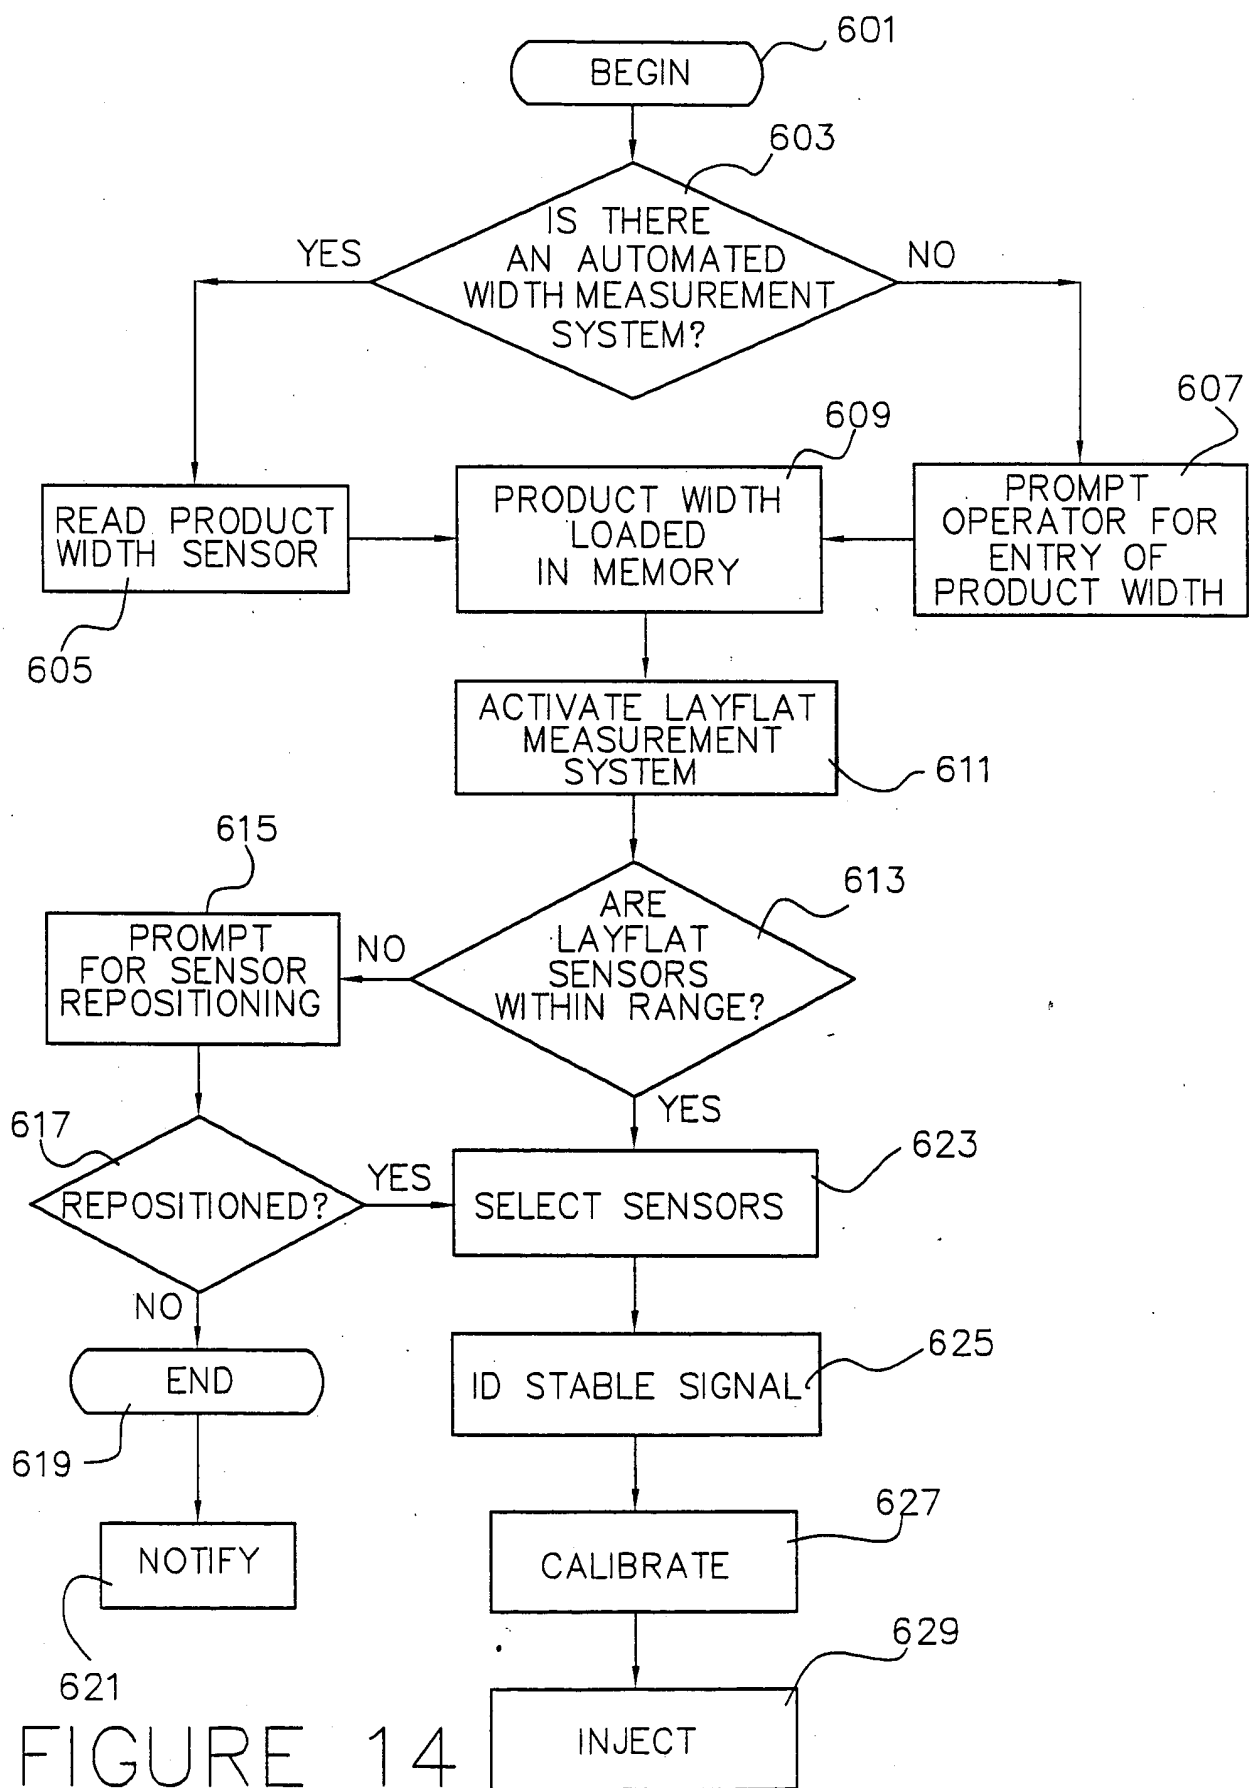 601
BEGIN
603
IS THERE
AN AUTOMATED
WIDTH MEASUREMENT
SYSTEM?
YES
NO
607
609
READ PRODUCT
WIDTH SENSOR
605
PRODUCT WIDTH
LOADED
IN MEMORY
PROMPT
OPERATOR FOR
ENTRY OF
PRODUCT WIDTH
ACTIVATE LAYFLAT
MEASUREMENT
SYSTEM
611
615
613
PROMPT
FOR SENSOR
REPOSITIONING
NO
ARE
LAYFLAT
SENSORS
WITHIN RANGE?
YES
617
REPOSITIONED?
YES
623
SELECT SENSORS
NO
END
619
625
ID STABLE SIGNAL
NOTIFY
621
627
CALIBRATE
629
INJECT
FIGURE 14